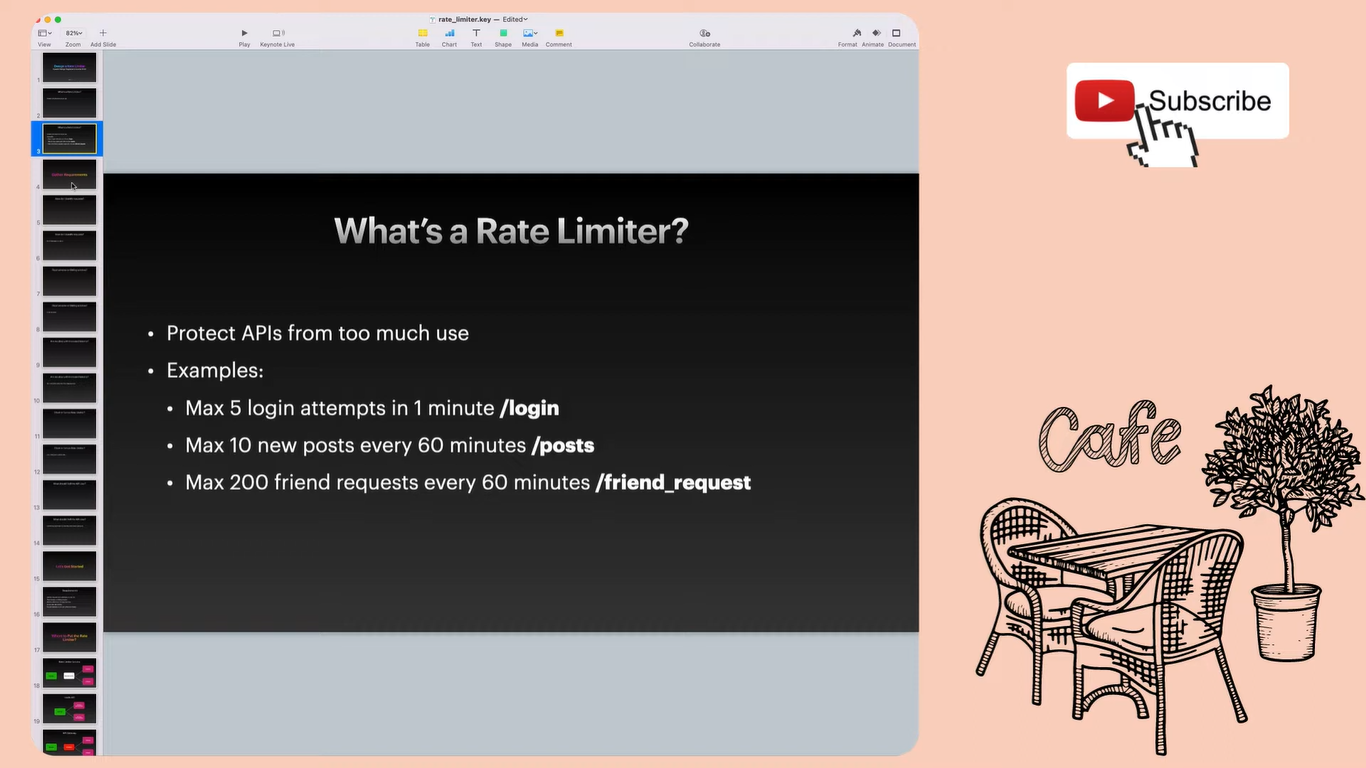 rate_limiter.key — Edited
82%
View
Zoom
Add Slide
Play
Keynote Live
Table
Chart
Text
Shape
Media
Comment
Collaborate
Format
Animate
Document
1
2
3
4
5
6
7
8
9
10
11
12
13
14
15
16
17
18
19
What's a Rate Limiter?
• Protect APIs from too much use
• Examples:
• Max 5 login attempts in 1 minute /login
• Max 10 new posts every 60 minutes /posts
• Max 200 friend requests every 60 minutes /friend_request
Subscribe
Cafe